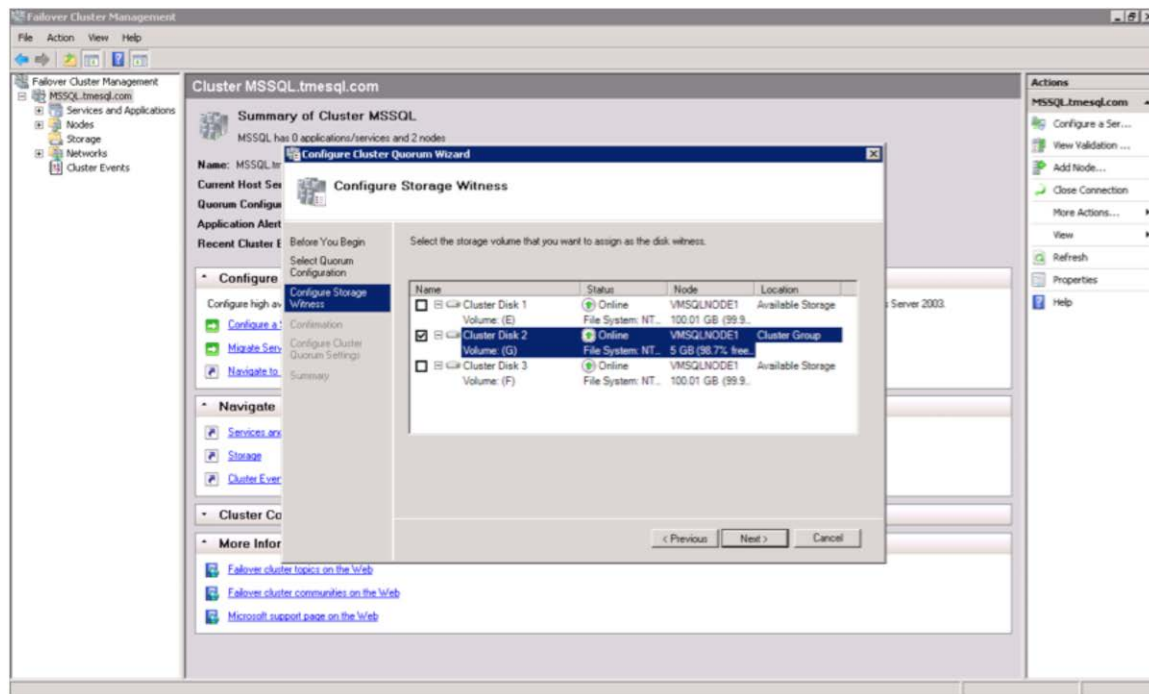 Failover Cluster Management
File Action View Help
Failover Cluster Management
MSSQL.tmesql.com
Services and Applications
Nodes
Storage
Networks
Cluster Events
Cluster MSSQL.tmesql.com
Summary of Cluster MSSQL
MSSQL has 0 applications/services and 2 nodes
Name: MSSQL.tm
Current Host Ser
Quorum Configur
Application Alert
Recent Cluster E
Configure
Configure high av
s Server 2003.
Configure a S
Migrate Serv
Navigate to
Navigate
Services and
Storage
Cluster Even
Cluster Co
More Infor
Failover cluster topics on the Web
Failover cluster communities on the Web
Microsoft support page on the Web
Configure Cluster Quorum Wizard
Configure Storage Witness
Before You Begin
Select Quorum
Configuration
Configure Storage
Witness
Confirmation
Configure Cluster
Quorum Settings
Summary
Select the storage volume that you want to assign as the disk witness.
Name Status Node Location
Cluster Disk 1 Online VMSQLNODE1 Available Storage
Volume: (E) File System: NT... 100.01 GB (99.9...
Cluster Disk 2 Online VMSQLNODE1 Cluster Group
Volume: (G) File System: NT... 5 GB (98.7% free...
Cluster Disk 3 Online VMSQLNODE1 Available Storage
Volume: (F) File System: NT... 100.01 GB (99.9...
< Previous Next > Cancel
Actions
MSSQL.tmesql.com
Configure a Ser...
View Validation ...
Add Node...
Close Connection
More Actions...
View
Refresh
Properties
Help